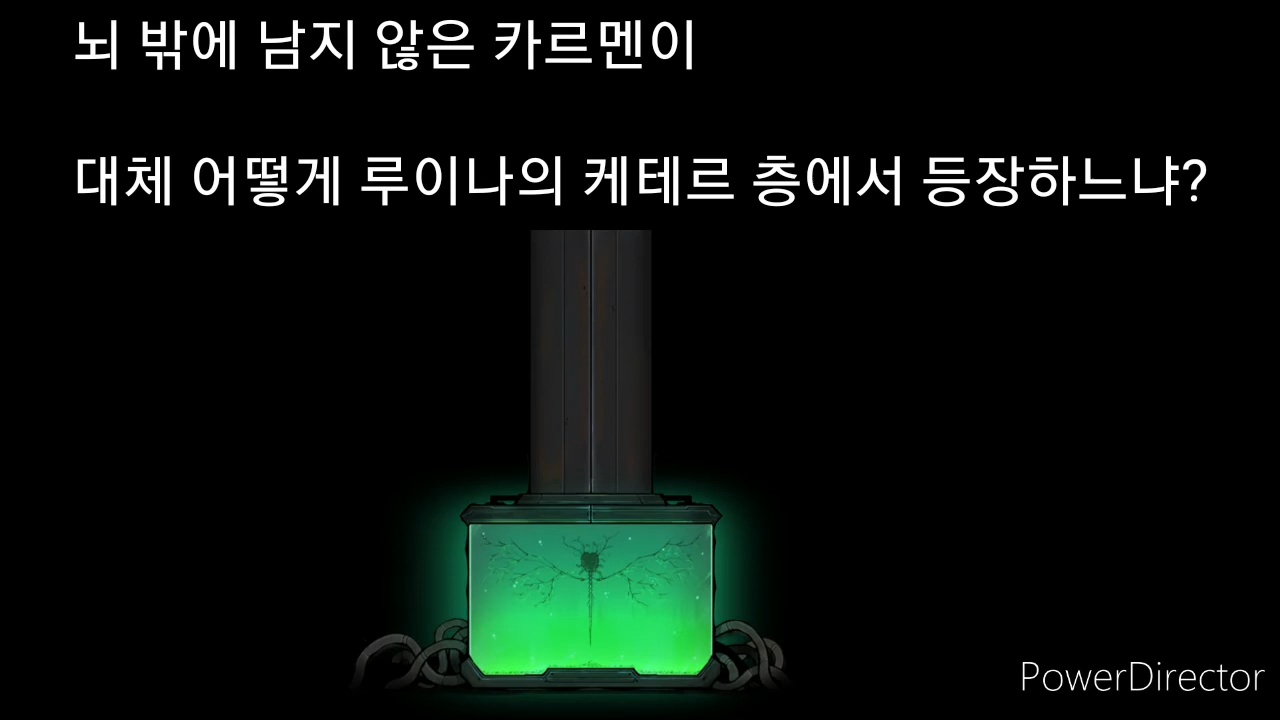 뇌 밖에 남지 않은 카르멘이
대체 어떻게 루이나의 케테르 층에서 등장하느냐?
PowerDirector